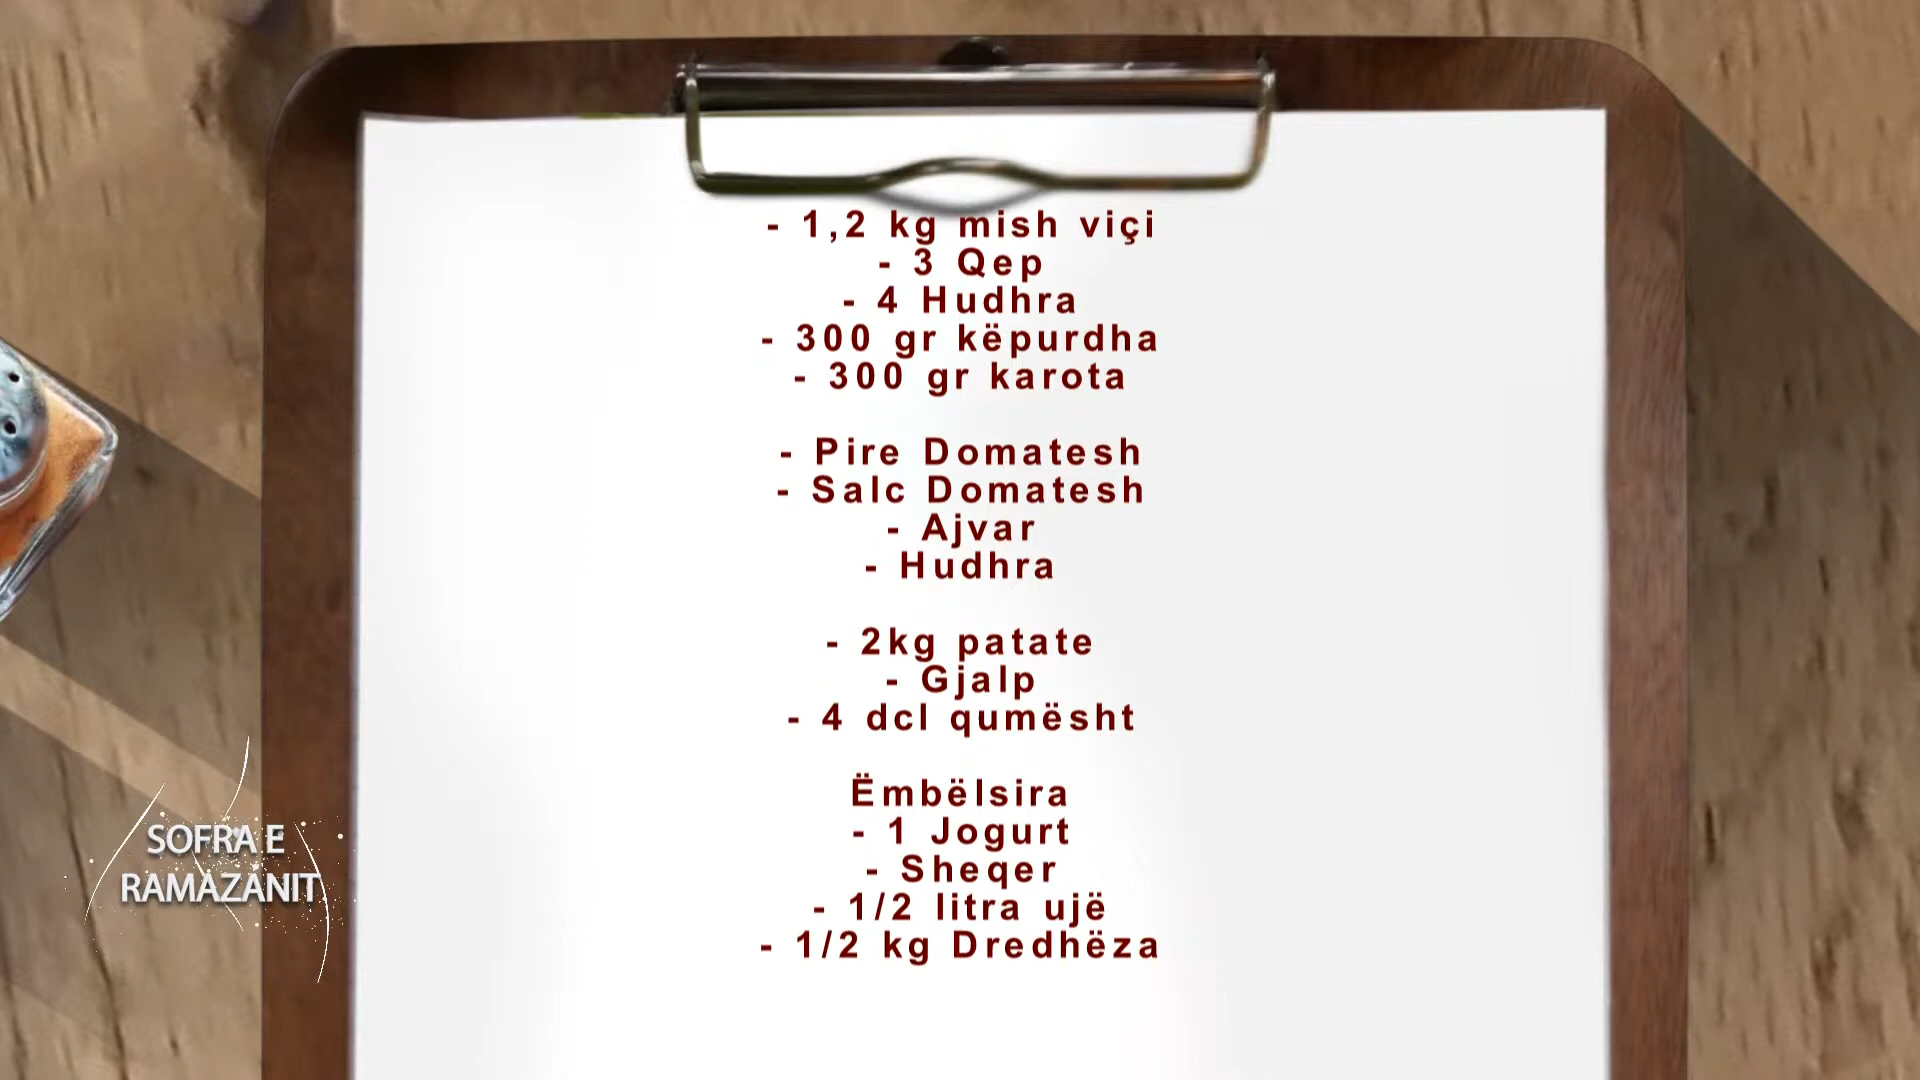 - 1,2 kg mish viçi
- 3 Qep
- 4 Hudhra
- 300 gr këpurdha
- 300 gr karota
- Pire Domatesh
- Salc Domatesh
- Ajvar
- Hudhra
- 2kg patate
- Gjalp
- 4 dcl qumësht
Ëmbëlsira
- 1 Jogurt
- Sheqer
- 1/2 litra ujë
- 1/2 kg Dredhëza
SOFRA E
RAMAZANIT